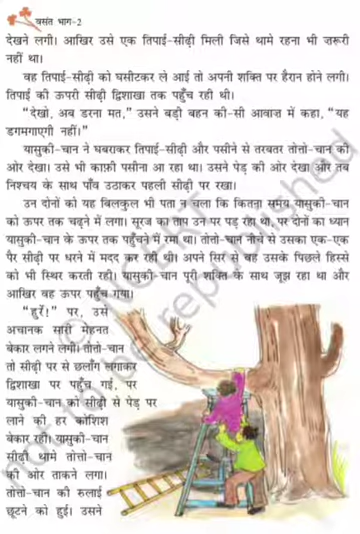 वसंत भाग-2
देखने लगी। आखिर उसे एक तिपाई-सीढ़ी मिली जिसे थामे रहना भी ज़रूरी
नहीं था।
वह तिपाई-सीढ़ी को घसीटकर ले आई तो अपनी शक्ति पर हैरान होने लगी।
तिपाई की ऊपरी सीढ़ी द्विशाखा तक पहुँच रही थी।
“देखो, अब डरना मत,” उसने बड़ी बहन की-सी आवाज़ में कहा, “यह
डगमगाएगी नहीं।”
यासुकी-चान ने घबराकर तिपाई-सीढ़ी और पसीने से तरबतर तोत्तो-चान की
ओर देखा। उसे भी काफ़ी पसीना आ रहा था। उसने पेड़ की ओर देखा और तब
निश्चय के साथ पाँव उठाकर पहली सीढ़ी पर रखा।
उन दोनों को यह बिलकुल भी पता न चला कि कितना समय यासुकी-चान
को ऊपर तक चढ़ने में लगा। सूरज का ताप उन पर पड़ रहा था, पर दोनों का ध्यान
यासुकी-चान के ऊपर तक पहुँचने में रमा था। तोत्तो-चान नीचे से उसका एक-एक
पैर सीढ़ी पर धरने में मदद कर रही थी। अपने सिर से वह उसके पिछले हिस्से
को भी स्थिर करती रही। यासुकी-चान पूरी शक्ति के साथ जूझ रहा था और
आखिर वह ऊपर पहुँच गया।
“हुर्रे!” पर, उसे
अचानक सारी मेहनत
बेकार लगने लगी। तोत्तो-चान
तो सीढ़ी पर से छलाँग लगाकर
द्विशाखा पर पहुँच गई, पर
यासुकी-चान को सीढ़ी से पेड़ पर
लाने की हर कोशिश
बेकार रही। यासुकी-चान
सीढ़ी थामे तोत्तो-चान
की ओर ताकने लगा।
तोत्तो-चान की रुलाई
छूटने को हुई। उसने
not to be republished